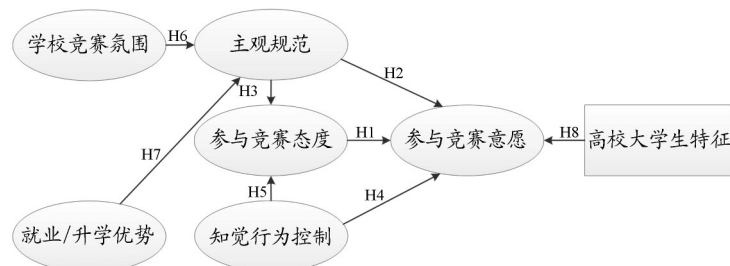 学校竞赛氛围
H6
主观规范
H2
H3
参与竞赛态度
H1
参与竞赛意愿
H8
高校大学生特征
H7
H5
H4
就业/升学优势
知觉行为控制